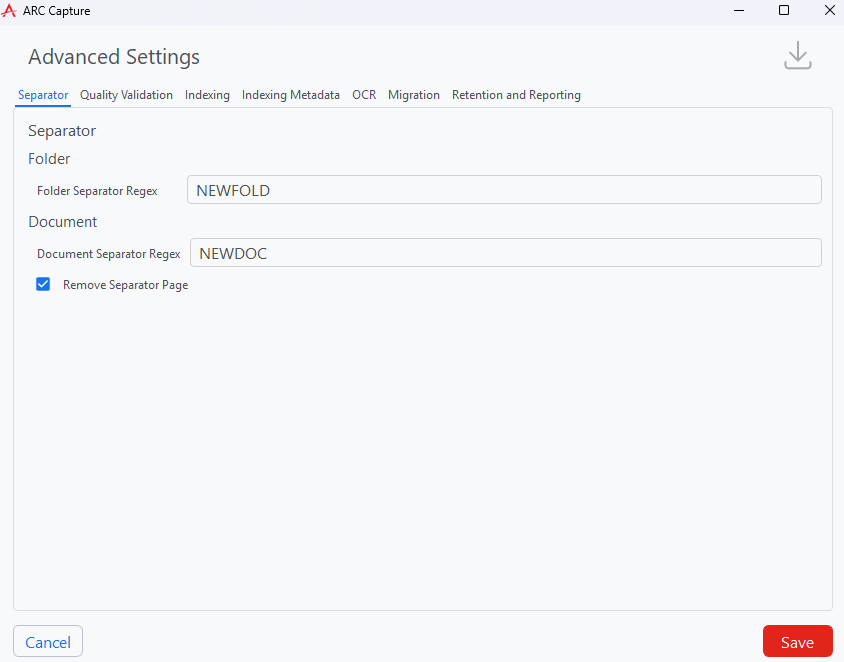 ARC Capture
Advanced Settings
Separator Quality Validation Indexing Indexing Metadata OCR Migration Retention and Reporting
Separator
Folder
Folder Separator Regex NEWFOLD
Document
Document Separator Regex NEWDOC
Remove Separator Page
Cancel Save